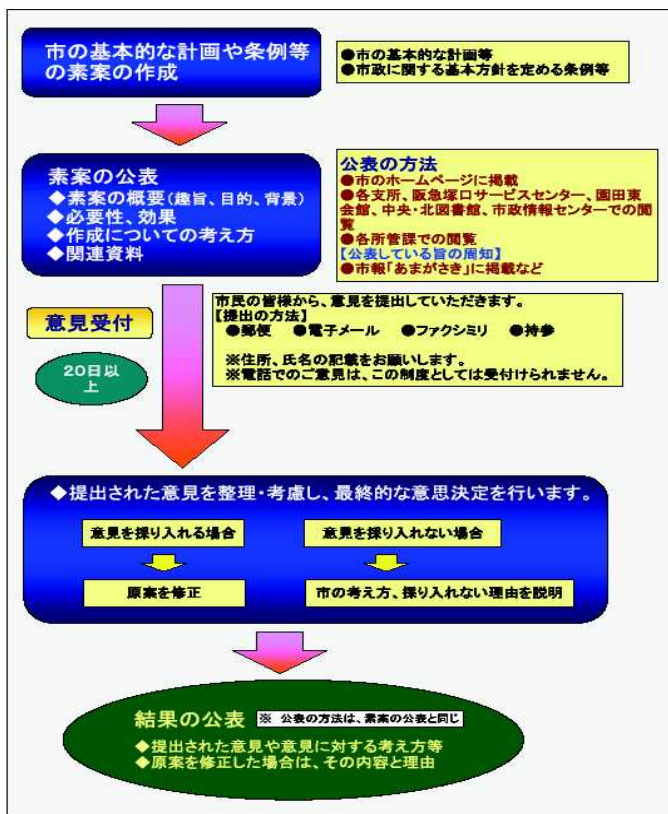 市の基本的な計画や条例等
の素案の作成
●市の基本的な計画等
●市政に関する基本方針を定める条例等
素案の公表
◆素案の概要(趣旨、目的、背景)
◆必要性、効果
◆作成についての考え方
◆関連資料
公表の方法
●市のホームページに掲載
●各支所、阪急塚口サービスセンター、園田東
会館、中央・北図書館、市政情報センターでの閲
覧
●各所管課での閲覧
【公表している旨の周知】
●市報「あまがさき」に掲載など
意見受付
20日以
上
市民の皆様から、意見を提出していただきます。
【提出の方法】
●郵便 ●電子メール ●ファクシミリ ●持参
※住所、氏名の記載をお願いします。
※電話でのご意見は、この制度としては受付けられません。
◆提出された意見を整理・考慮し、最終的な意思決定を行います。
意見を採り入れる場合
意見を採り入れない場合
原案を修正
市の考え方、採り入れない理由を説明
結果の公表 ※ 公表の方法は、素案の公表と同じ
◆提出された意見や意見に対する考え方等
◆原案を修正した場合は、その内容と理由